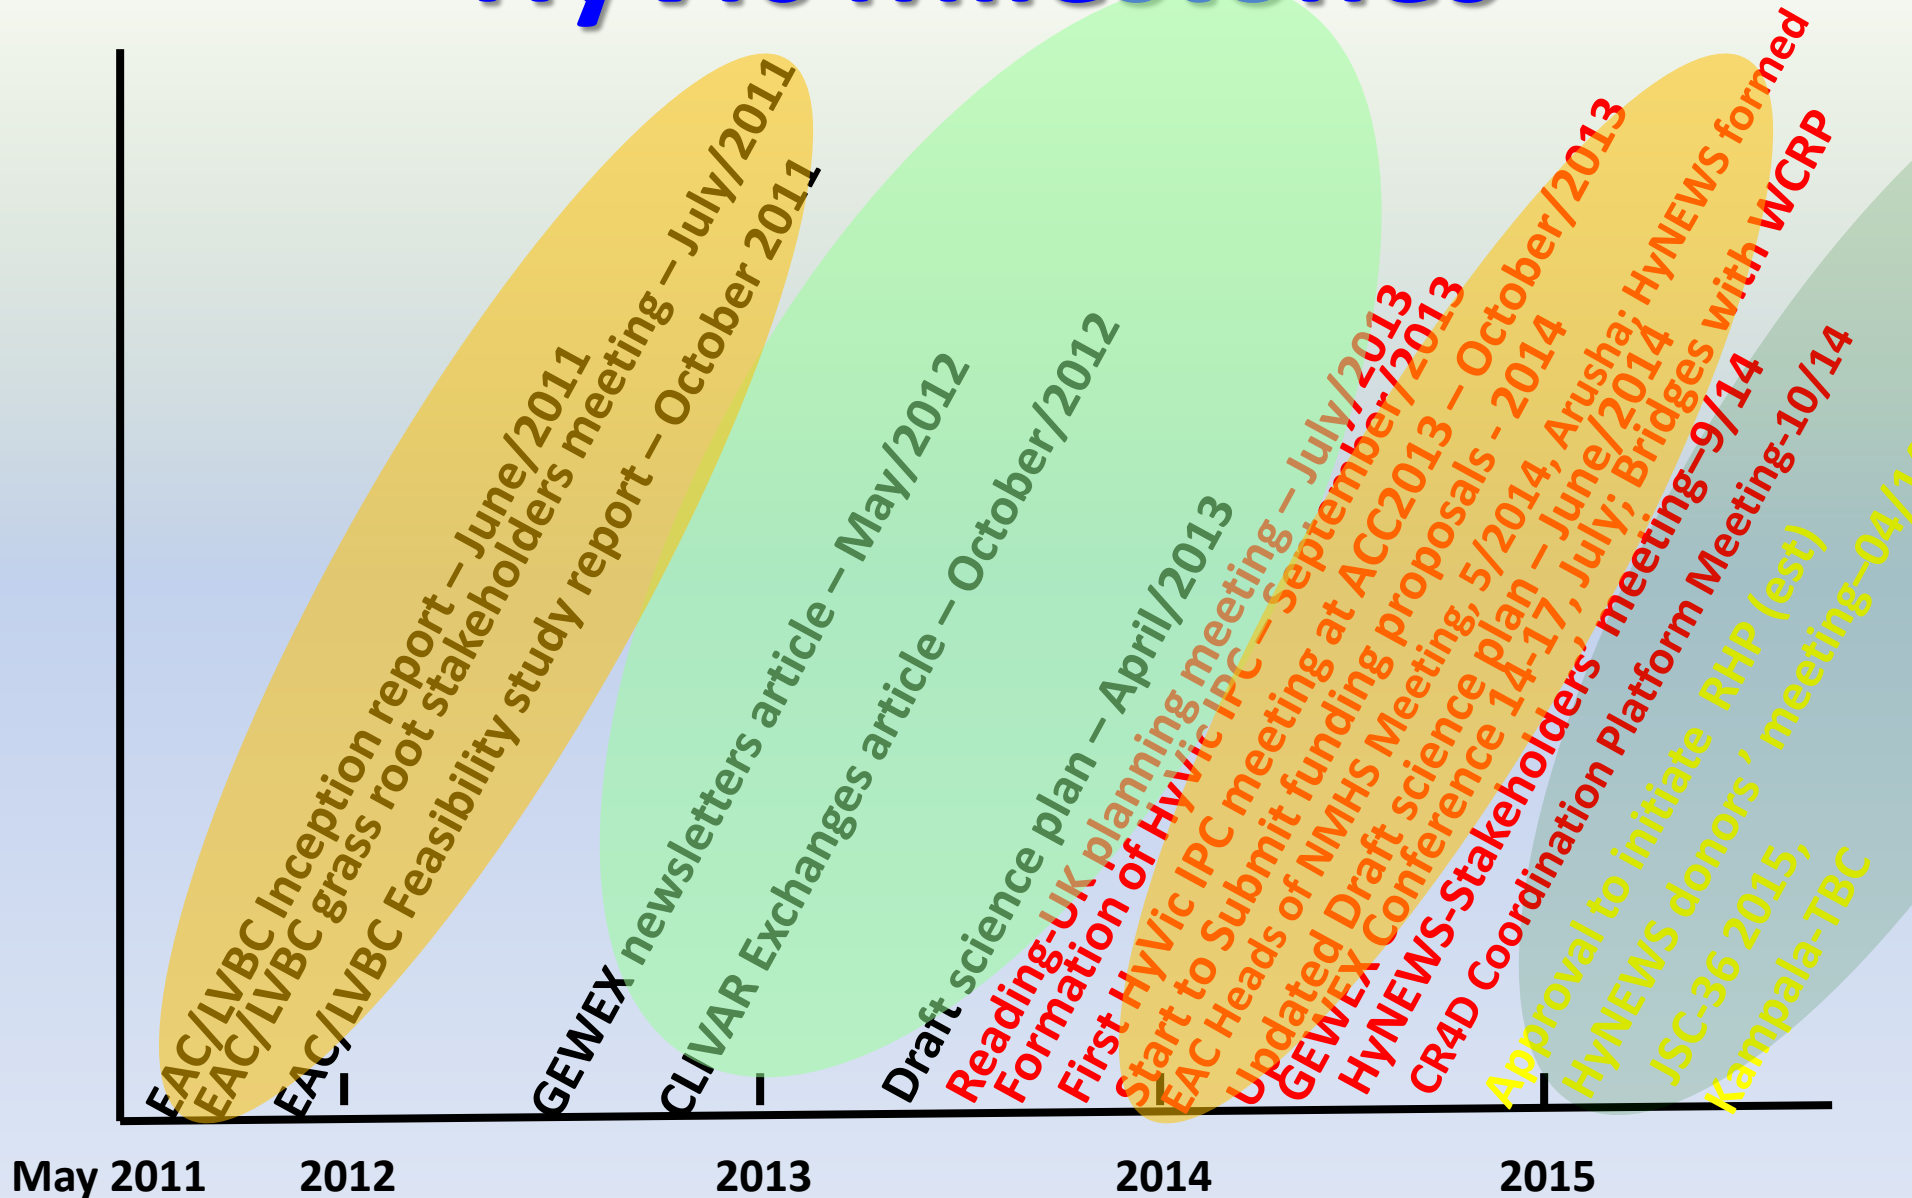 EAC/LVBC Inception report – June/2011
EAC/LVBC grass root stakeholders meeting – July/2011
EAC/LVBC Feasibility study report – October 2011
GEWEX newsletters article – May/2012
CLIVAR Exchanges article – October/2012
Draft science plan – April/2013
Reading-UK planning meeting – July/2013
Formation of HyVic IPC – September/2013
First HyVic IPC meeting at ACC2013 – October/2013
Start to Submit funding proposals - 2014
EAC Heads of NMHS Meeting, 5/2014, Arusha; HyNEWS formed
Updated Draft science plan – June/2014
GEWEX Conference 14-17, July; Bridges with WCRP
HyNEWS-Stakeholders' meeting–9/14
CR4D Coordination Platform Meeting-10/14
Approval to initiate RHP (est)
HyNEWS donors' meeting–04/
JSC-36 2015,
Kampala-TBC
May 2011 2012 2013 2014 2015